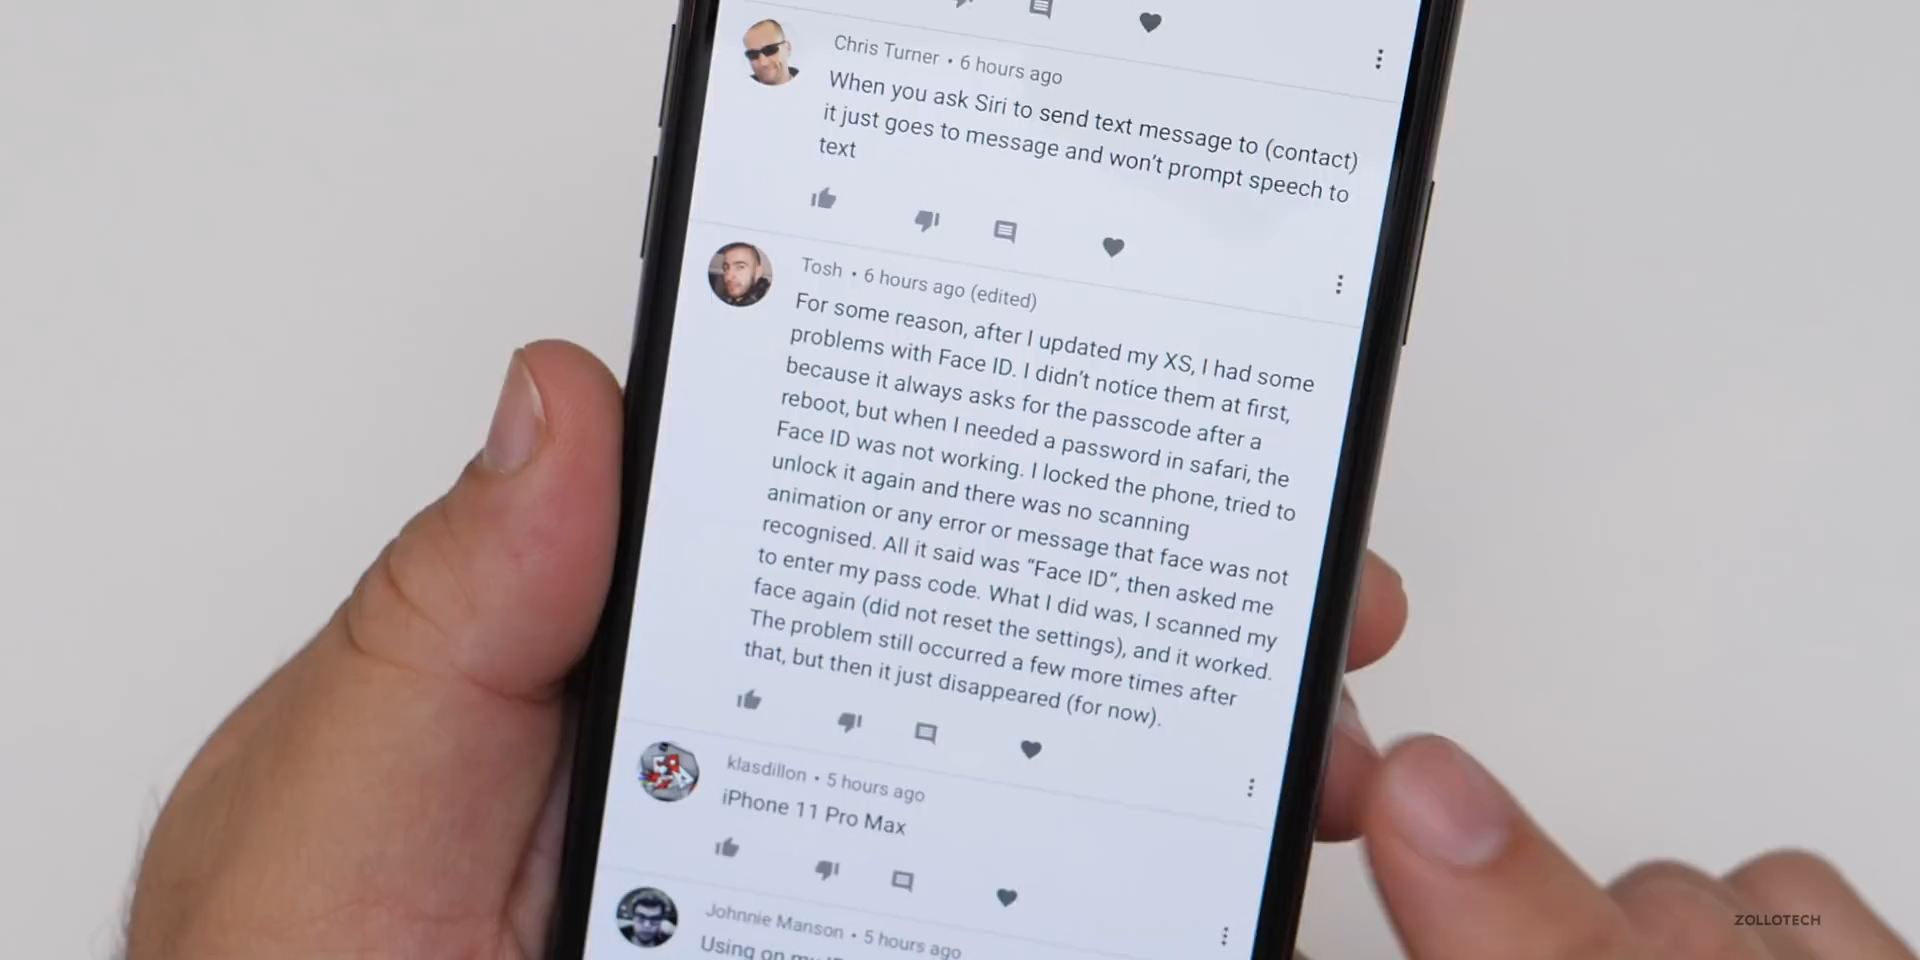 Chris Turner • 6 hours ago
When you ask Siri to send text message to (contact)
it just goes to message and won't prompt speech to
text
Tosh • 6 hours ago (edited)
For some reason, after I updated my XS, I had some
problems with Face ID. I didn't notice them at first,
because it always asks for the passcode after a
reboot, but when I needed a password in safari, the
Face ID was not working. I locked the phone, tried to
unlock it again and there was no scanning
animation or any error or message that face was not
recognised. All it said was “Face ID”, then asked me
to enter my pass code. What I did was, I scanned my
face again (did not reset the settings), and it worked.
The problem still occurred a few more times after
that, but then it just disappeared (for now).
klasdillon • 5 hours ago
iPhone 11 Pro Max
Johnnie Manson • 5 hours ago
Using on my
ZOLLOTECH